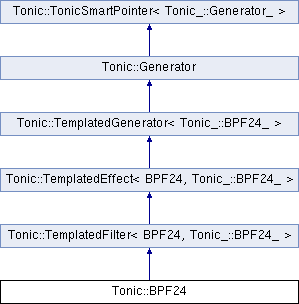 Tonic::TonicSmartPointer< Tonic_::Generator_ >
Tonic::Generator
Tonic::TemplatedGenerator< Tonic_::BPF24_ >
Tonic::TemplatedEffect< BPF24, Tonic_::BPF24_ >
Tonic::TemplatedFilter< BPF24, Tonic_::BPF24_ >
Tonic::BPF24